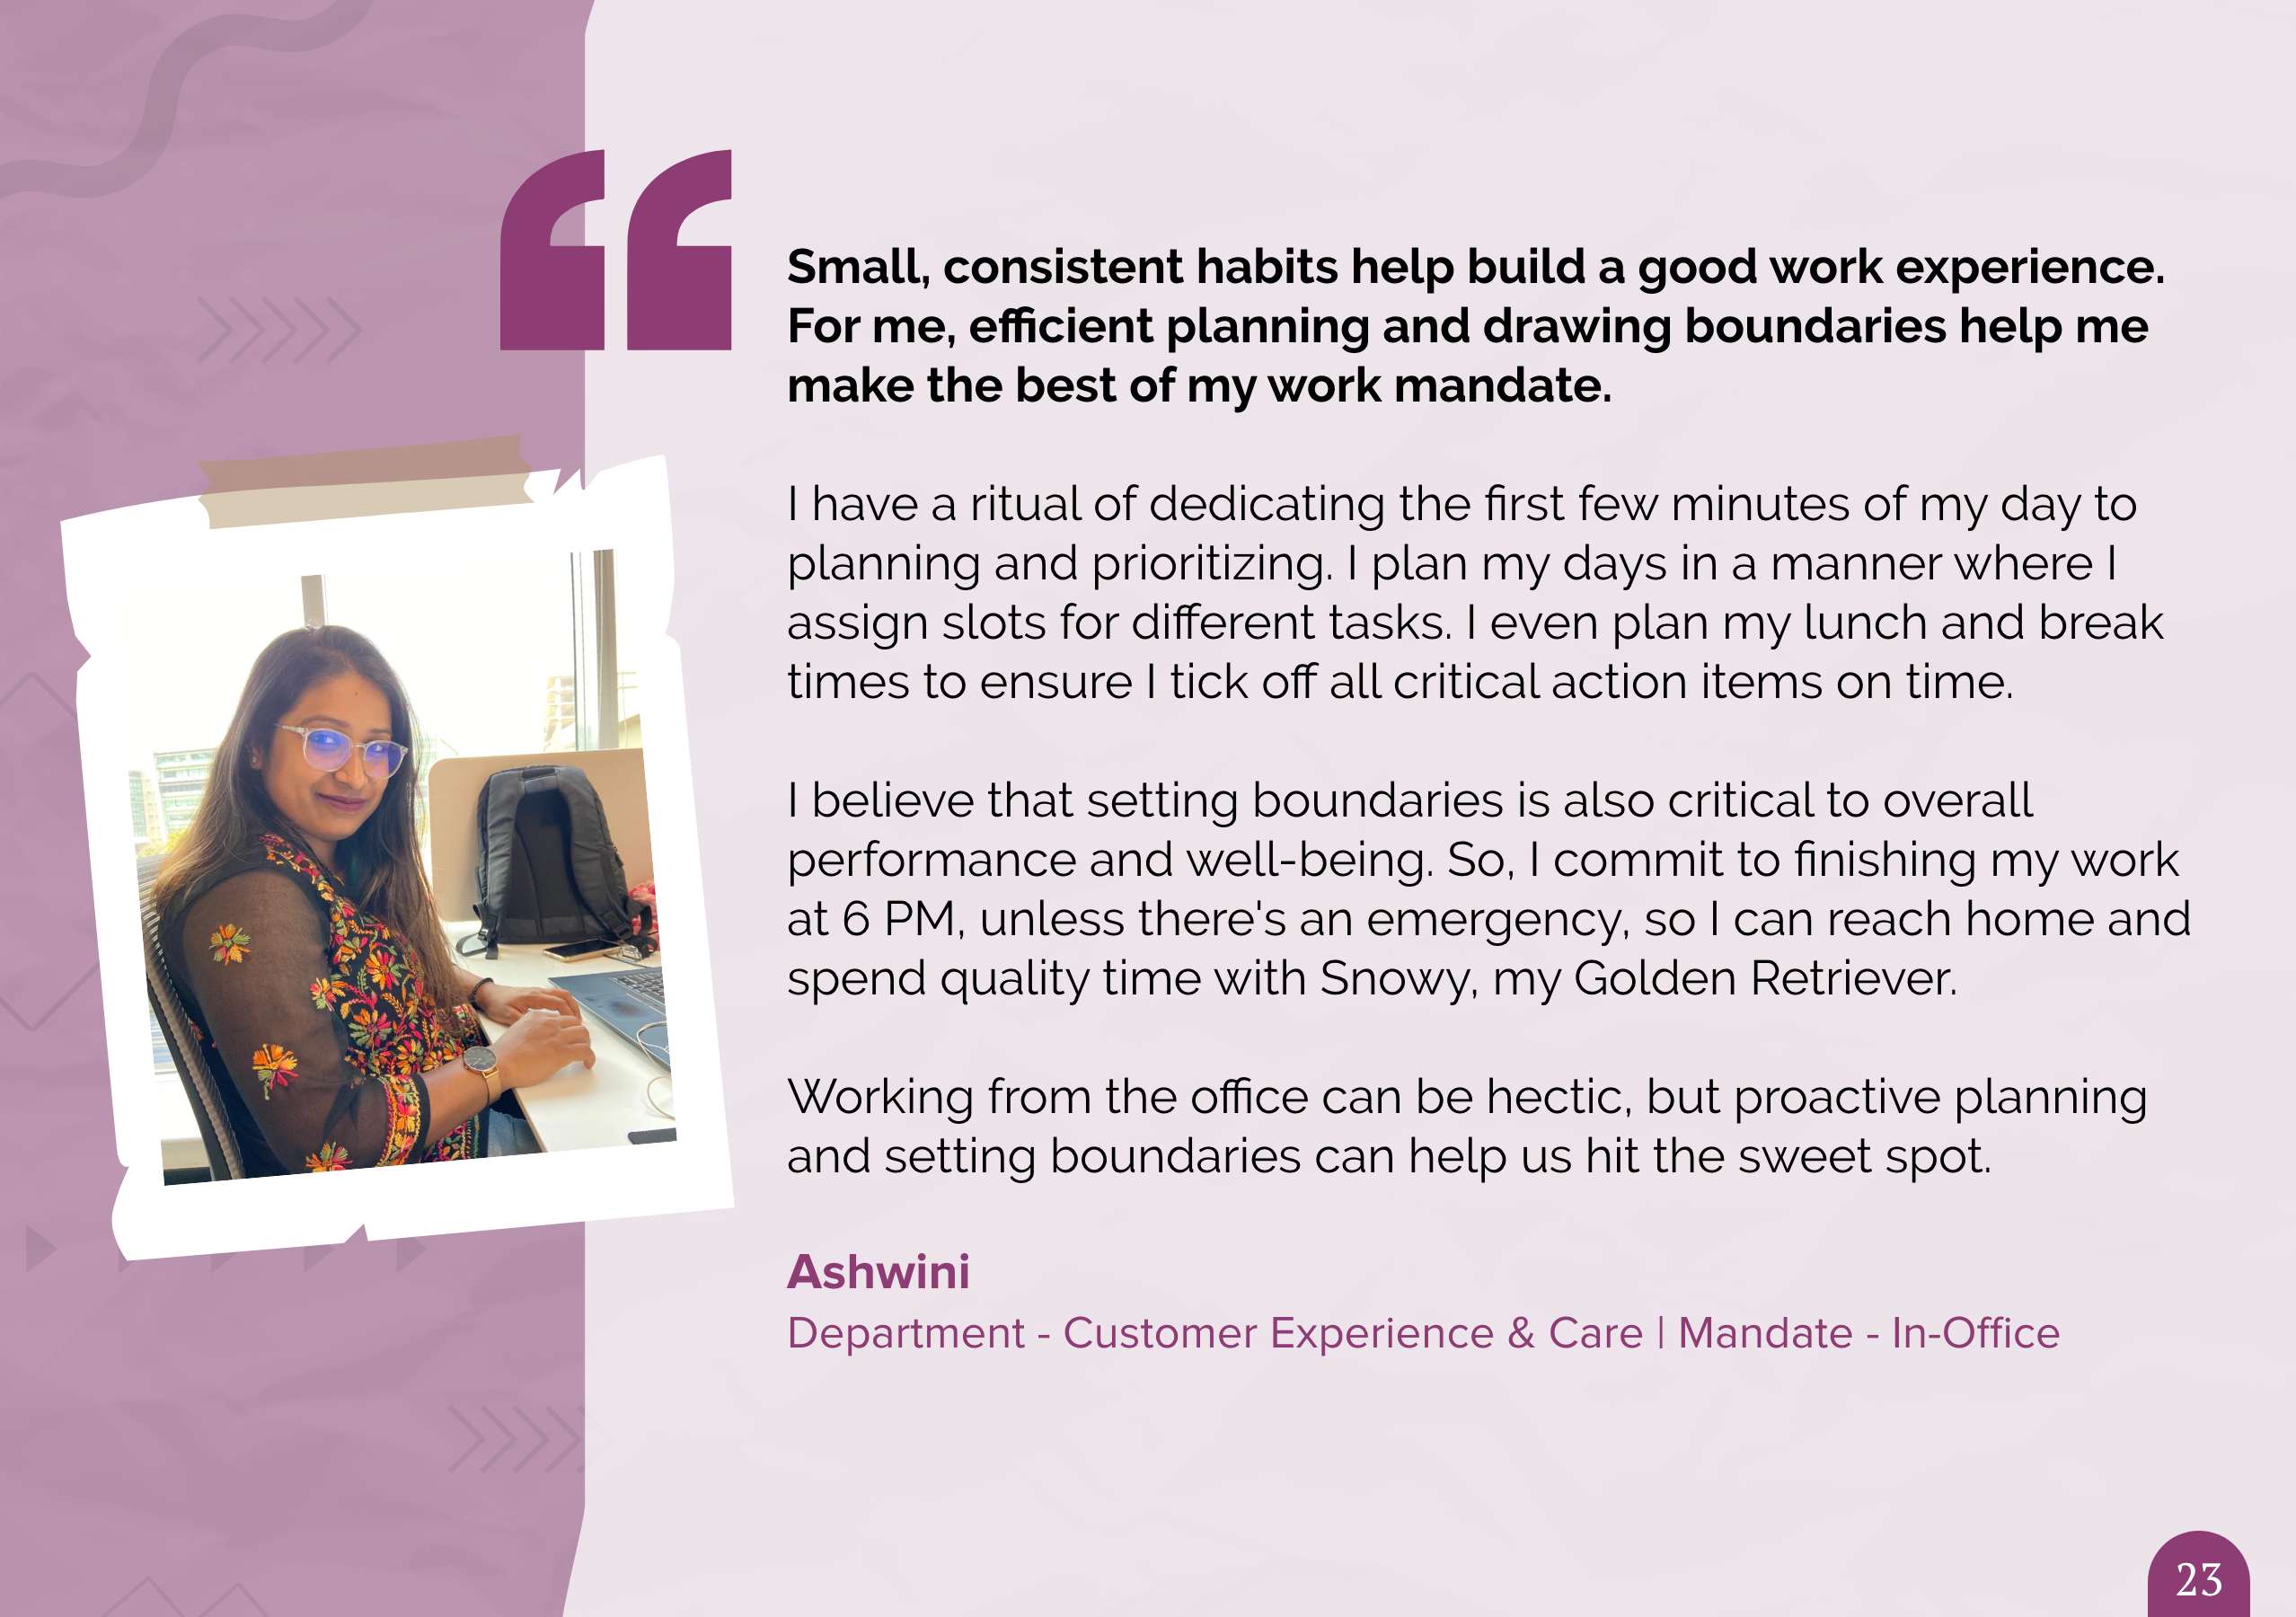 Small, consistent habits help build a good work experience.
For me, efficient planning and drawing boundaries help me
make the best of my work mandate.
I have a ritual of dedicating the first few minutes of my day to
planning and prioritizing. I plan my days in a manner where I
assign slots for different tasks. I even plan my lunch and break
times to ensure I tick off all critical action items on time.
I believe that setting boundaries is also critical to overall
performance and well-being. So, I commit to finishing my work
at 6 PM, unless there's an emergency, so I can reach home and
spend quality time with Snowy, my Golden Retriever.
Working from the office can be hectic, but proactive planning
and setting boundaries can help us hit the sweet spot.
Ashwini
Department - Customer Experience & Care | Mandate - In-Office
23